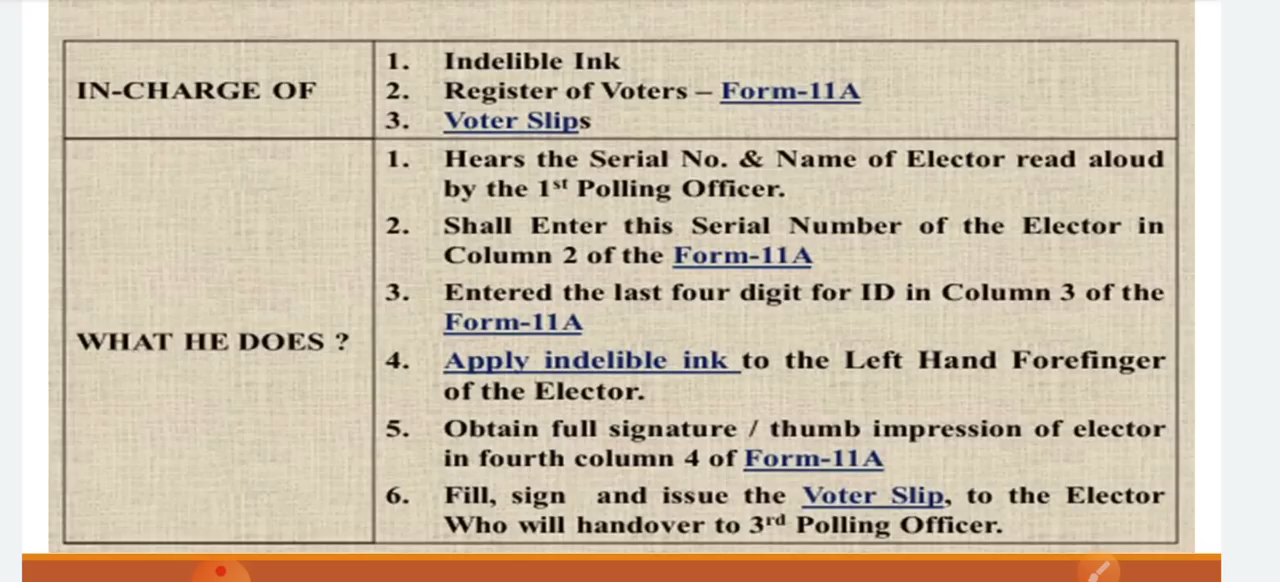 IN-CHARGE OF
1. Indelible Ink
2. Register of Voters – Form-11A
3. Voter Slips
WHAT HE DOES ?
1. Hears the Serial No. & Name of Elector read aloud
by the 1st Polling Officer.
2. Shall Enter this Serial Number of the Elector in
Column 2 of the Form-11A
3. Entered the last four digit for ID in Column 3 of the
Form-11A
4. Apply indelible ink to the Left Hand Forefinger
of the Elector.
5. Obtain full signature / thumb impression of elector
in fourth column 4 of Form-11A
6. Fill, sign and issue the Voter Slip, to the Elector
Who will handover to 3rd Polling Officer.